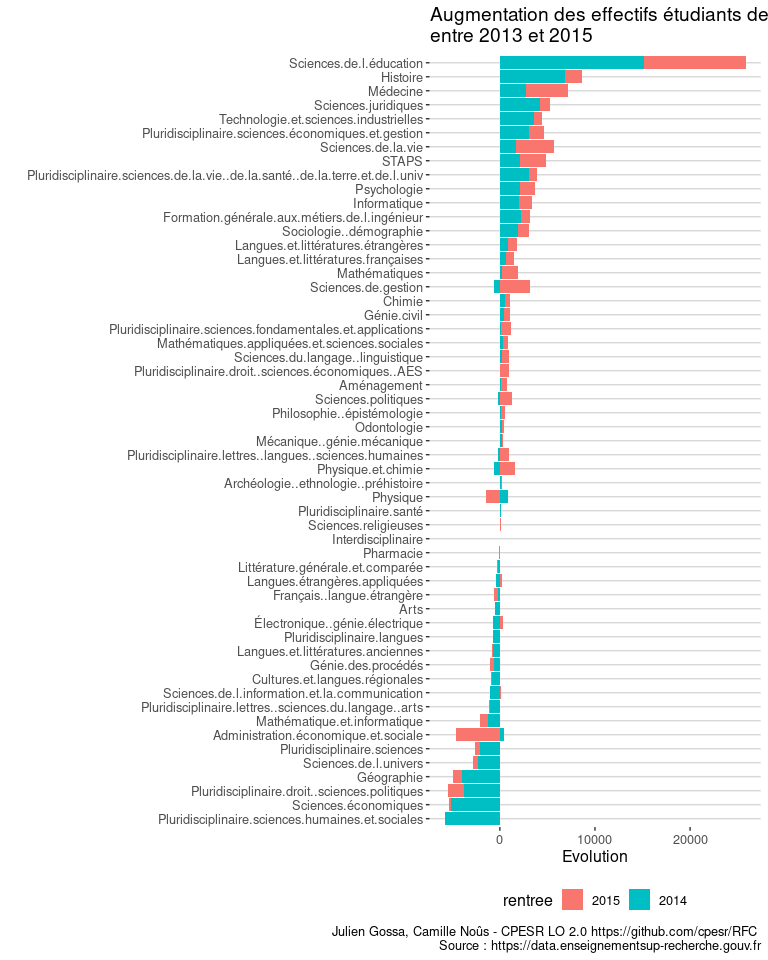 Augmentation des effectifs étudiants de
entre 2013 et 2015
Sciences.de.l.éducation
Histoire
Médecine
Sciences.juridiques
Technologie.et.sciences.industrielles
Pluridisciplinaire.sciences.économiques.et.gestion
Sciences.de.la.vie
STAPS
Pluridisciplinaire.sciences.de.la.vie..de.la.santé..de.la.terre.et.de.l.univ
Psychologie
Informatique
Formation.générale.aux.métiers.de.l.ingénieur
Sociologie..démographie
Langues.et.littératures.étrangères
Langues.et.littératures.françaises
Mathématiques
Sciences.de.gestion
Chimie
Génie.civil
Pluridisciplinaire.sciences.fondamentales.et.applications
Mathématiques.appliquées.et.sciences.sociales
Sciences.du.langage..linguistique
Pluridisciplinaire.droit..sciences.économiques..AES
Aménagement
Sciences.politiques
Philosophie..épistémologie
Odontologie
Mécanique..génie.mécanique
Pluridisciplinaire.lettres..langues..sciences.humaines
Physique.et.chimie
Archéologie..ethnologie..préhistoire
Physique
Pluridisciplinaire.santé
Sciences.religieuses
Interdisciplinaire
Pharmacie
Littérature.générale.et.comparée
Langues.étrangères.appliquées
Français..langue.étrangère
Arts
Électronique..génie.électrique
Pluridisciplinaire.langues
Langues.et.littératures.anciennes
Génie.des.procédés
Cultures.et.langues.régionales
Sciences.de.l.information.et.la.communication
Pluridisciplinaire.lettres..sciences.du.langage..arts
Mathématique.et.informatique
Administration.économique.et.sociale
Pluridisciplinaire.sciences
Sciences.de.l.univers
Géographie
Pluridisciplinaire.droit..sciences.politiques
Sciences.économiques
Pluridisciplinaire.sciences.humaines.et.sociales
0 10000 20000
Evolution
rentree 2015 2014
Julien Gossa, Camille Noûs - CPESR LO 2.0 https://github.com/cpesr/RFC
Source : https://data.enseignementsup-recherche.gouv.fr